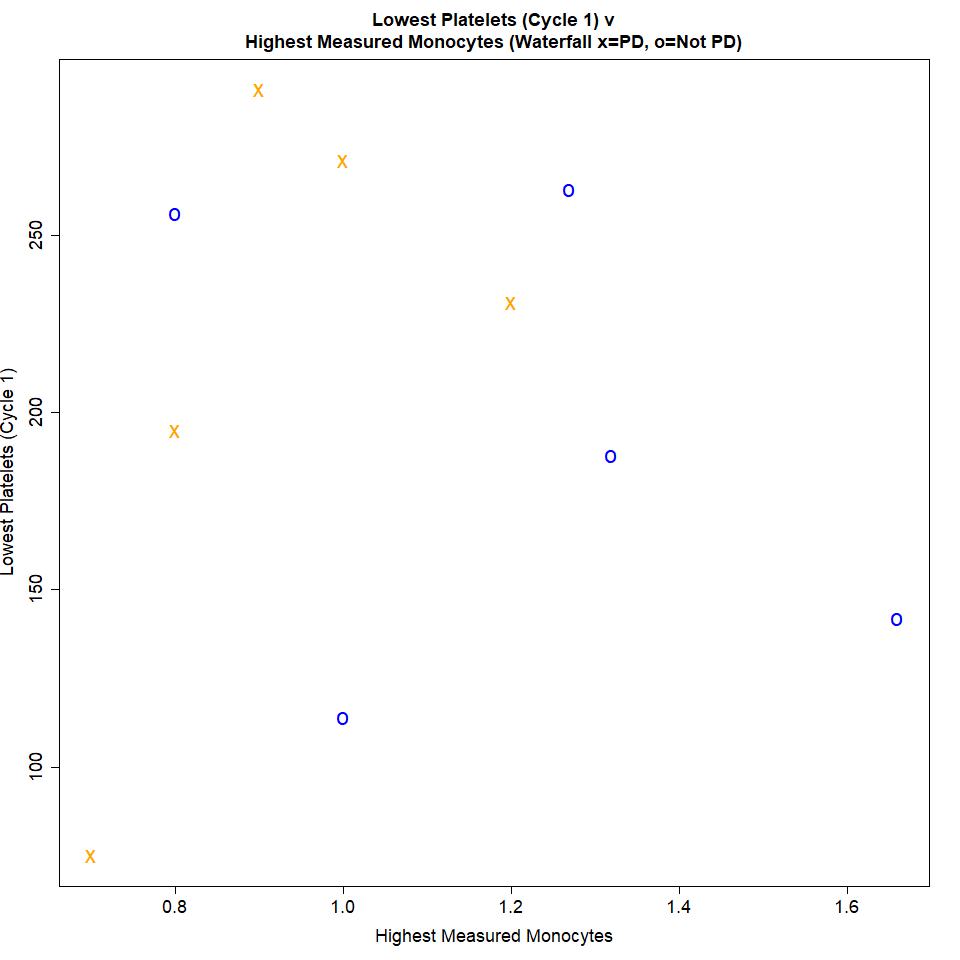 Lowest Platelets (Cycle 1) v
Highest Measured Monocytes (Waterfall x=PD, o=Not PD)
Lowest Platelets (Cycle 1)
250
200
150
100
X
X
O
O
X
X
O
O
O
X
0.8 1.0 1.2 1.4 1.6
Highest Measured Monocytes